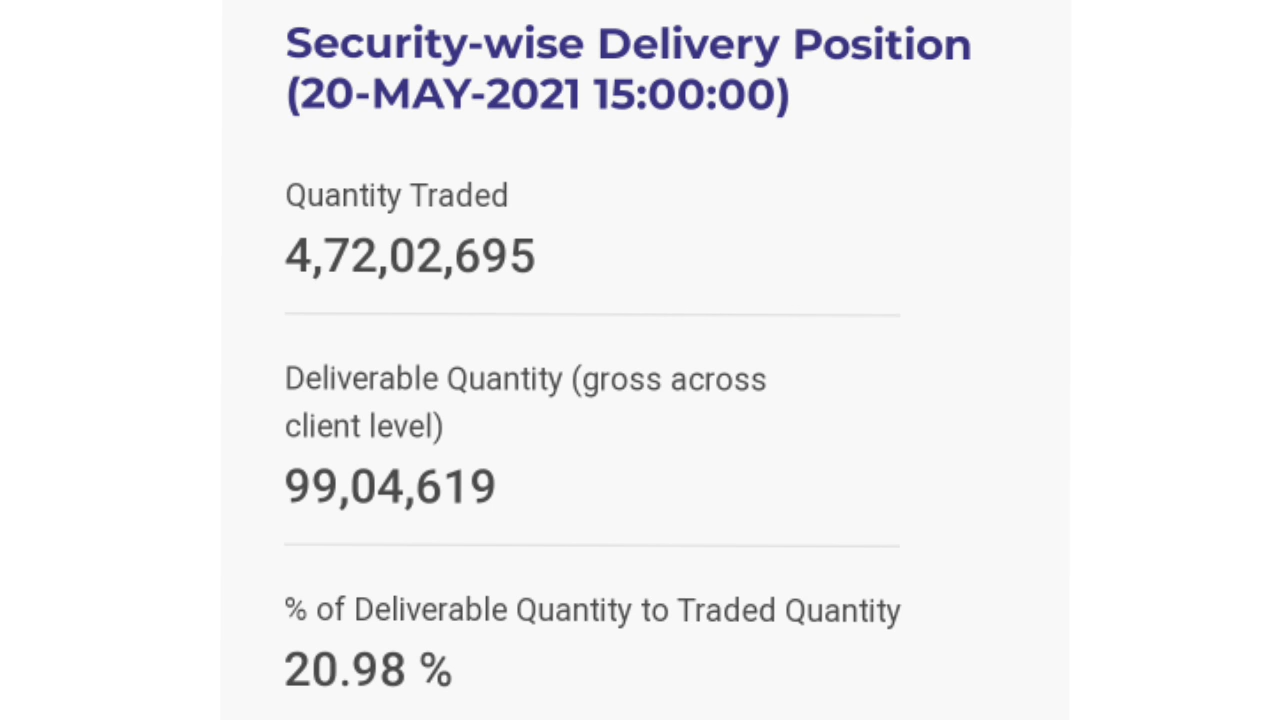 Security-wise Delivery Position
(20-MAY-2021 15:00:00)
Quantity Traded
4,72,02,695
Deliverable Quantity (gross across
client level)
99,04,619
% of Deliverable Quantity to Traded Quantity
20.98 %